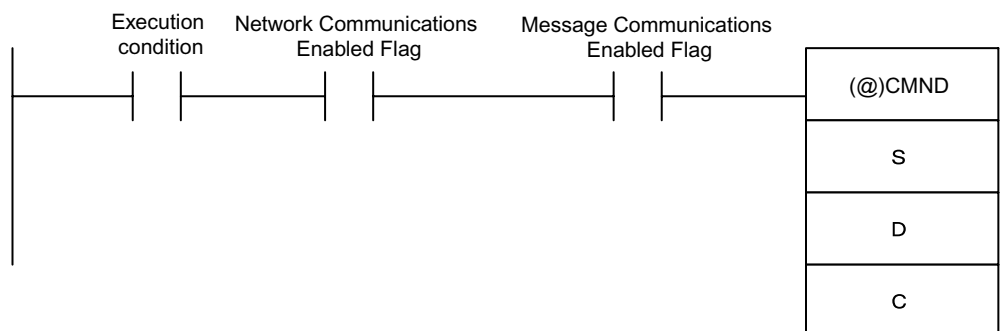 Execution
condition
Network Communications
Enabled Flag
Message Communications
Enabled Flag
(@)CMND
S
D
C